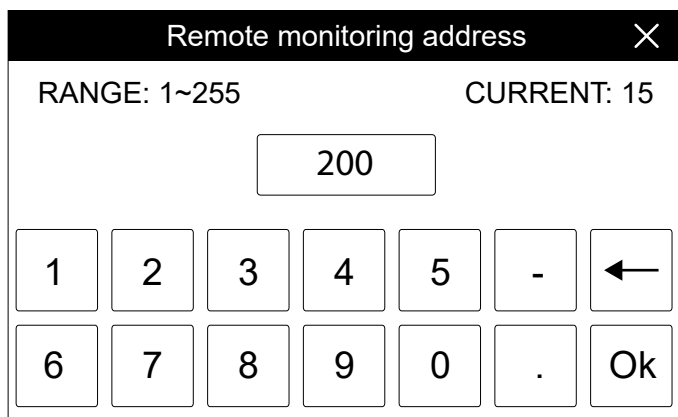 Remote monitoring address
RANGE: 1~255 CURRENT: 15
200
1 2 3 4 5 - ←
6 7 8 9 0 . Ok